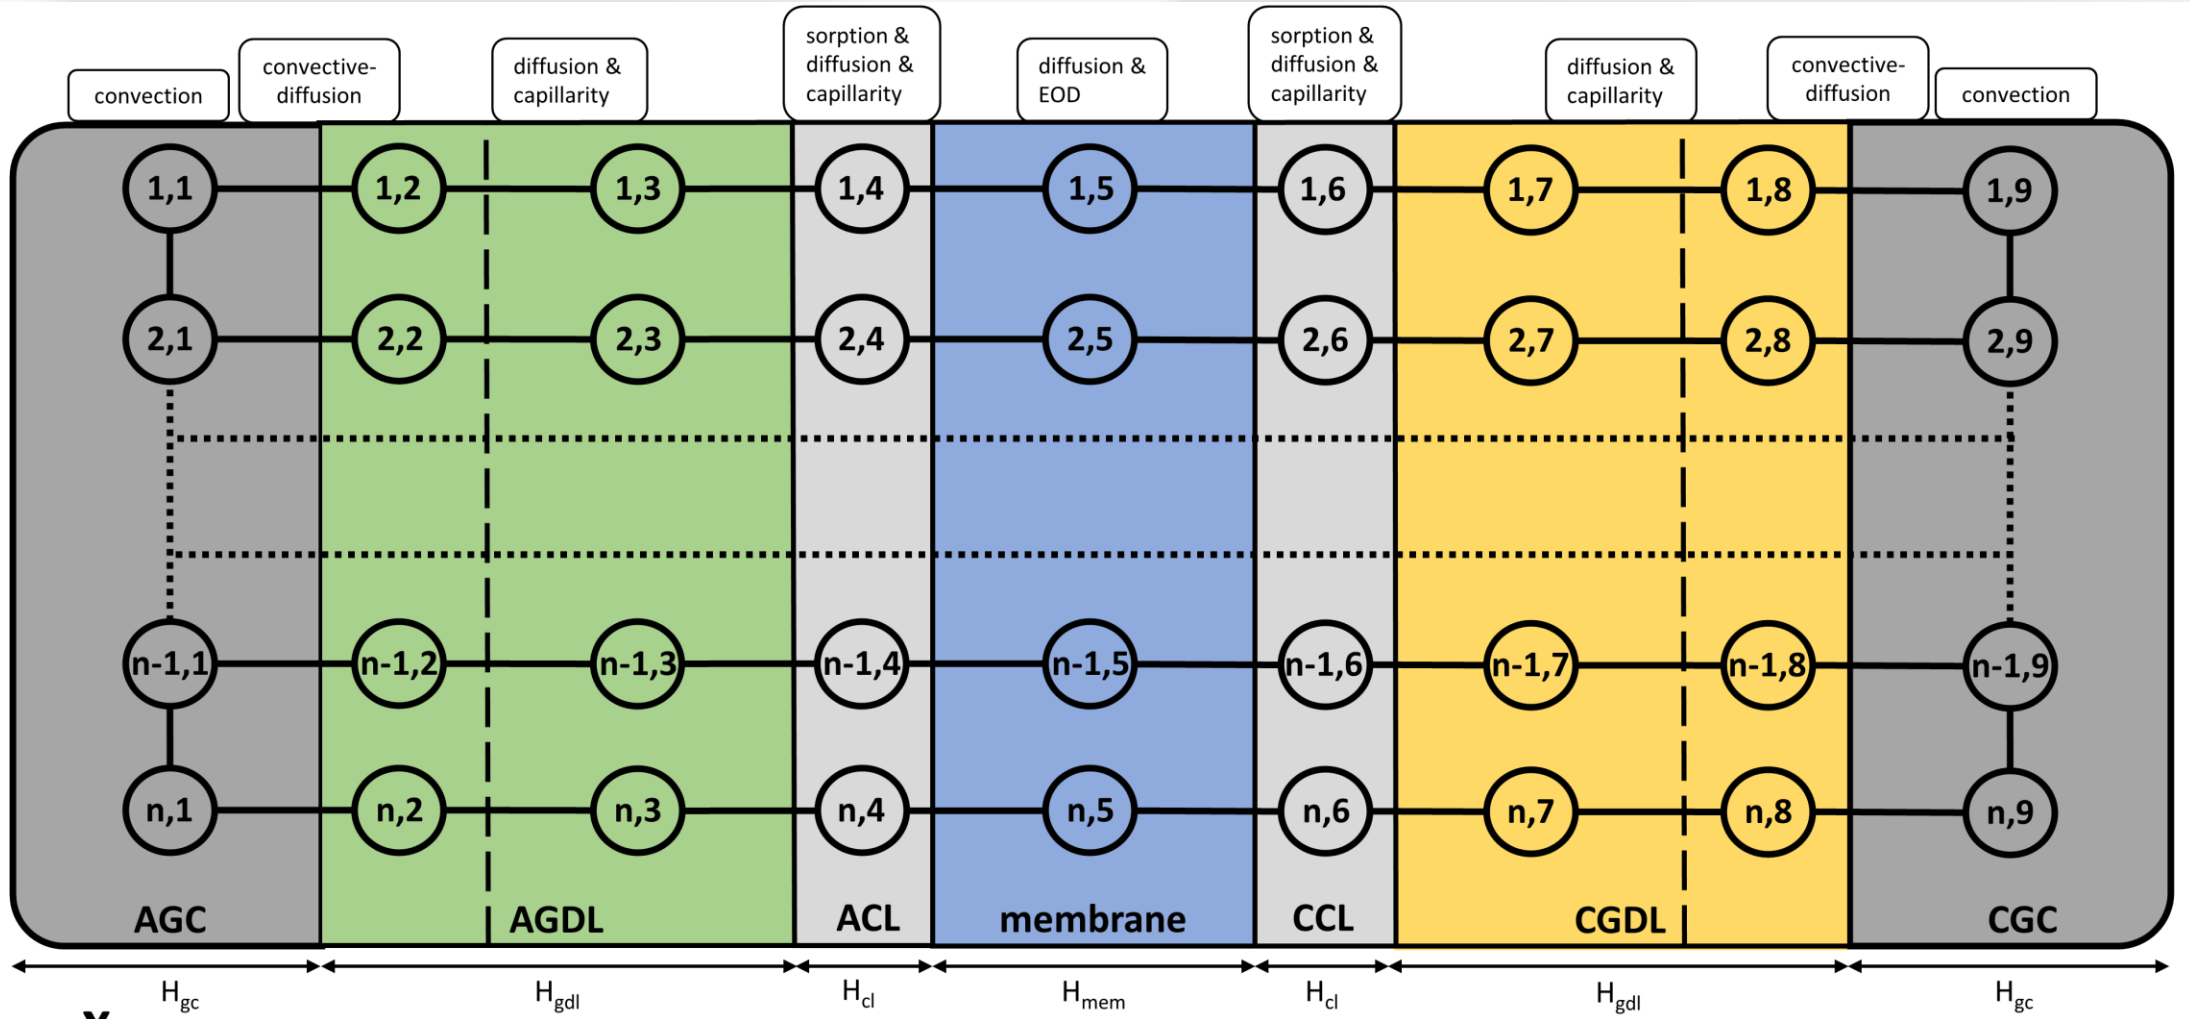 convection
convective-
diffusion
diffusion &
capillarity
sorption &
diffusion &
capillarity
diffusion &
EOD
sorption &
diffusion &
capillarity
diffusion &
capillarity
convective-
diffusion
convection
1,1 1,2 1,3 1,4 1,5 1,6 1,7 1,8 1,9
2,1 2,2 2,3 2,4 2,5 2,6 2,7 2,8 2,9
n-1,1 n-1,2 n-1,3 n-1,4 n-1,5 n-1,6 n-1,7 n-1,8 n-1,9
n,1 n,2 n,3 n,4 n,5 n,6 n,7 n,8 n,9
AGC AGDL ACL membrane CCL CGDL CGC
Hgc Hgdl Hcl Hmem Hcl Hgdl Hgc